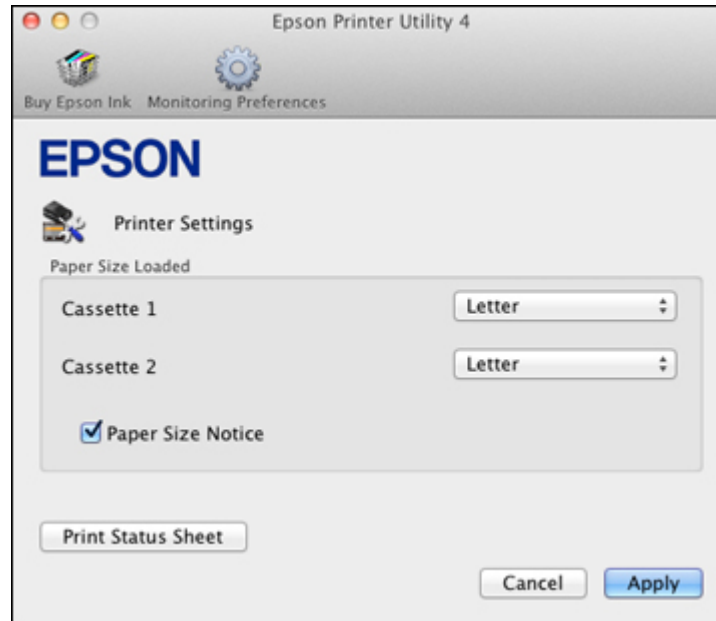 Epson Printer Utility 4
Buy Epson Ink Monitoring Preferences
EPSON
Printer Settings
Paper Size Loaded
Cassette 1 Letter
Cassette 2 Letter
Paper Size Notice
Print Status Sheet
Cancel Apply